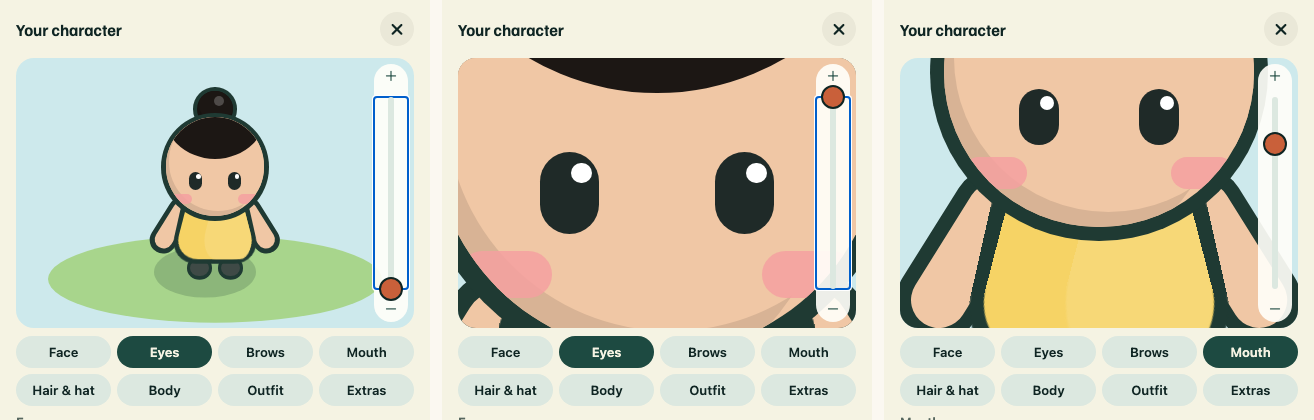 Your character
+
−
Face Eyes Brows Mouth
Hair & hat Body Outfit Extras
Your character
+
−
Face Eyes Brows Mouth
Hair & hat Body Outfit Extras
Your character
+
−
Face Eyes Brows Mouth
Hair & hat Body Outfit Extras